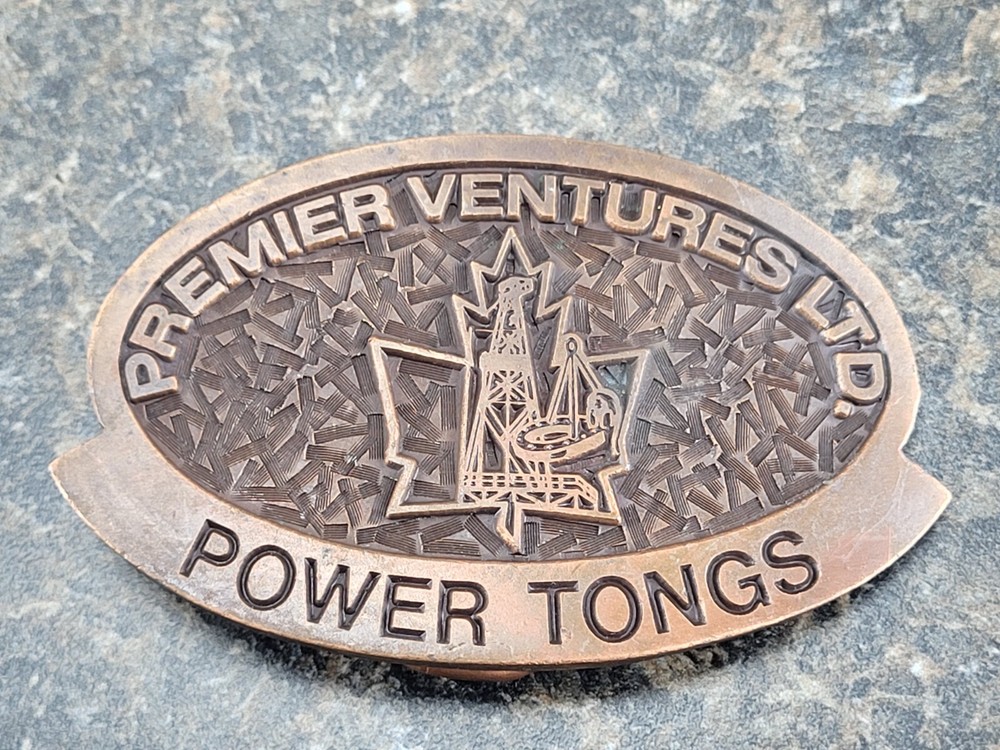 PREMIER VENTURES LTD.
POWER TONGS